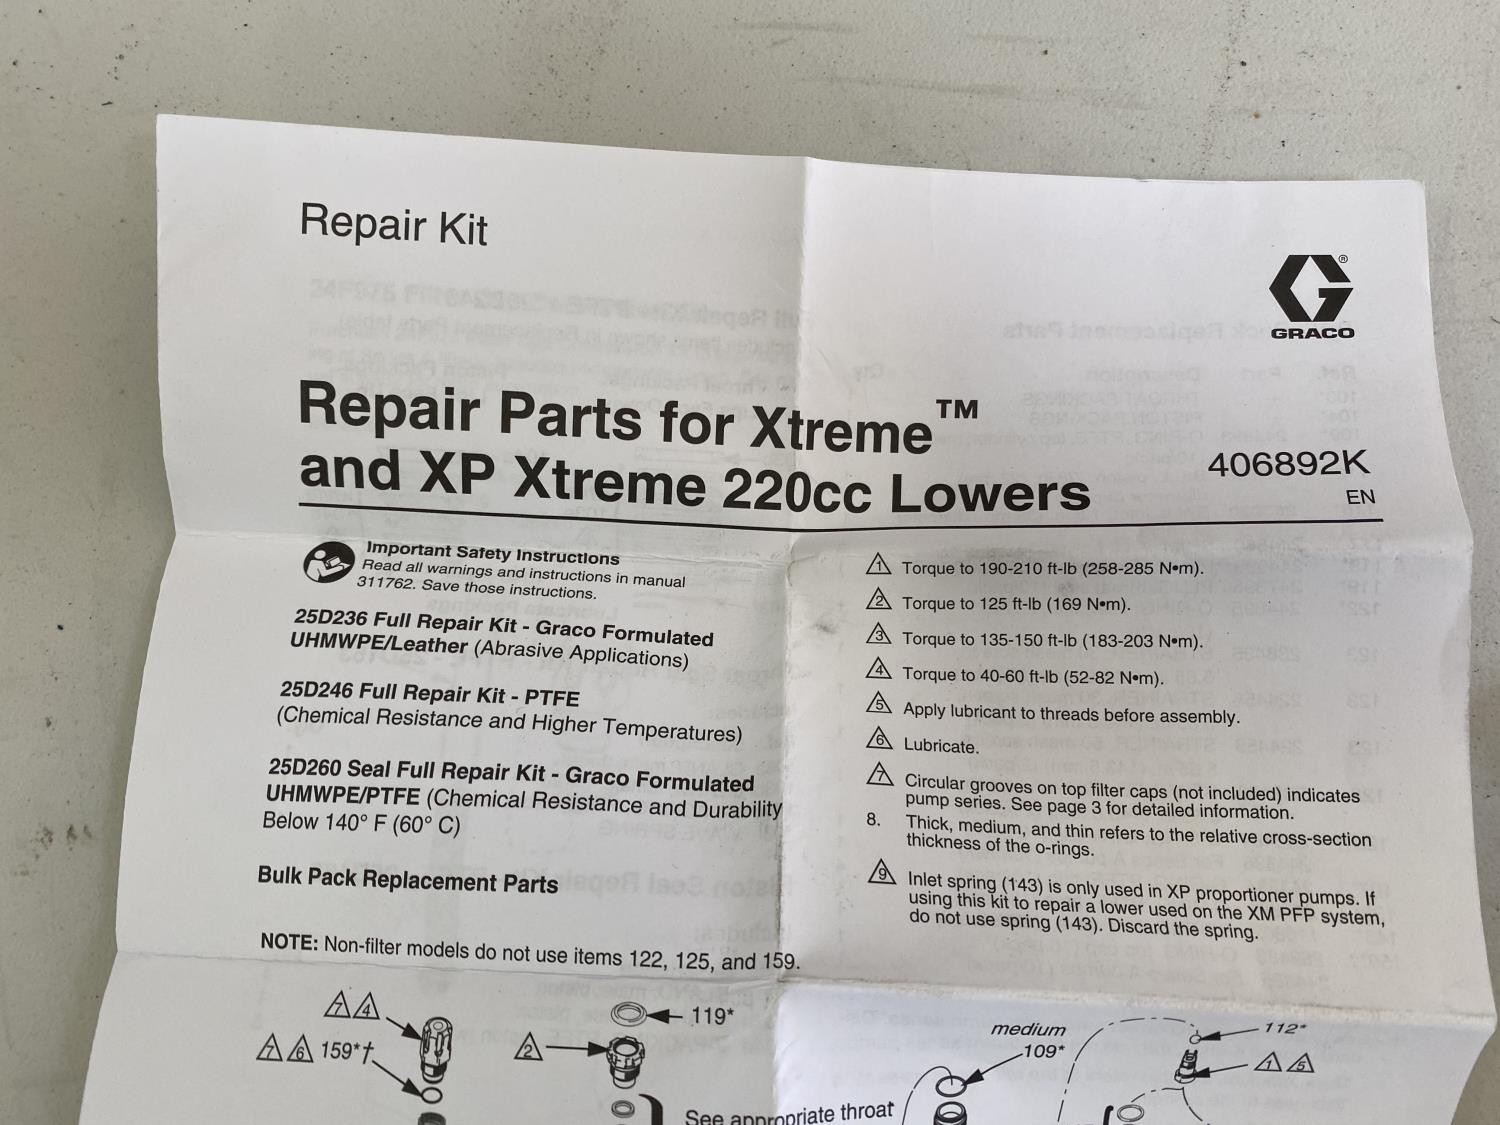 Repair Kit
®
GRACO
Repair Parts for Xtreme™
and XP Xtreme 220cc Lowers
406892K
EN
Important Safety Instructions
Read all warnings and instructions in manual
311762. Save those instructions.
25D236 Full Repair Kit - Graco Formulated
UHMWPE/Leather (Abrasive Applications)
25D246 Full Repair Kit - PTFE
(Chemical Resistance and Higher Temperatures)
25D260 Seal Full Repair Kit - Graco Formulated
UHMWPE/PTFE (Chemical Resistance and Durability
Below 140° F (60° C)
Bulk Pack Replacement Parts
NOTE: Non-filter models do not use items 122, 125, and 159.
1 Torque to 190-210 ft-lb (258-285 N•m).
2 Torque to 125 ft-lb (169 N•m).
3 Torque to 135-150 ft-lb (183-203 N•m).
4 Torque to 40-60 ft-lb (52-82 N•m).
5 Apply lubricant to threads before assembly.
6 Lubricate.
7 Circular grooves on top filter caps (not included) indicates
pump series. See page 3 for detailed information.
8. Thick, medium, and thin refers to the relative cross-section
thickness of the o-rings.
9 Inlet spring (143) is only used in XP proportioner pumps. If
using this kit to repair a lower used on the XM PFP system,
do not use spring (143). Discard the spring.
7 4
7 6 159*†
2
119*
See appropriate throat
medium
109*
112*
1 5